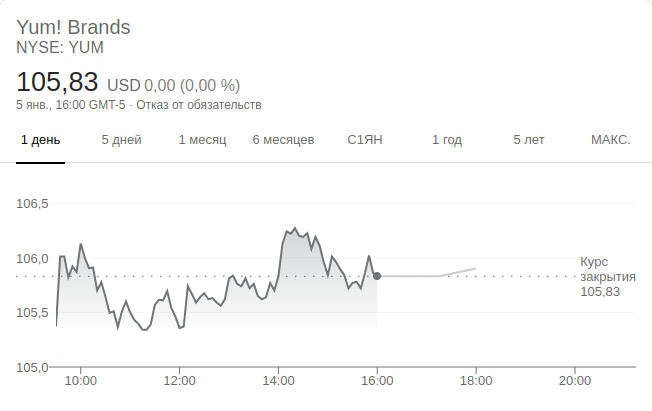 Yum! Brands
NYSE: YUM
105,83 USD 0,00 (0,00 %)
5 янв., 16:00 GMT-5 · Отказ от обязательств
1 день 5 дней 1 месяц 6 месяцев С1ЯН 1 год 5 лет МАКС.
106,5
106,0
Курс
закрытия
105,83
105,5
105,0
10:00 12:00 14:00 16:00 18:00 20:00